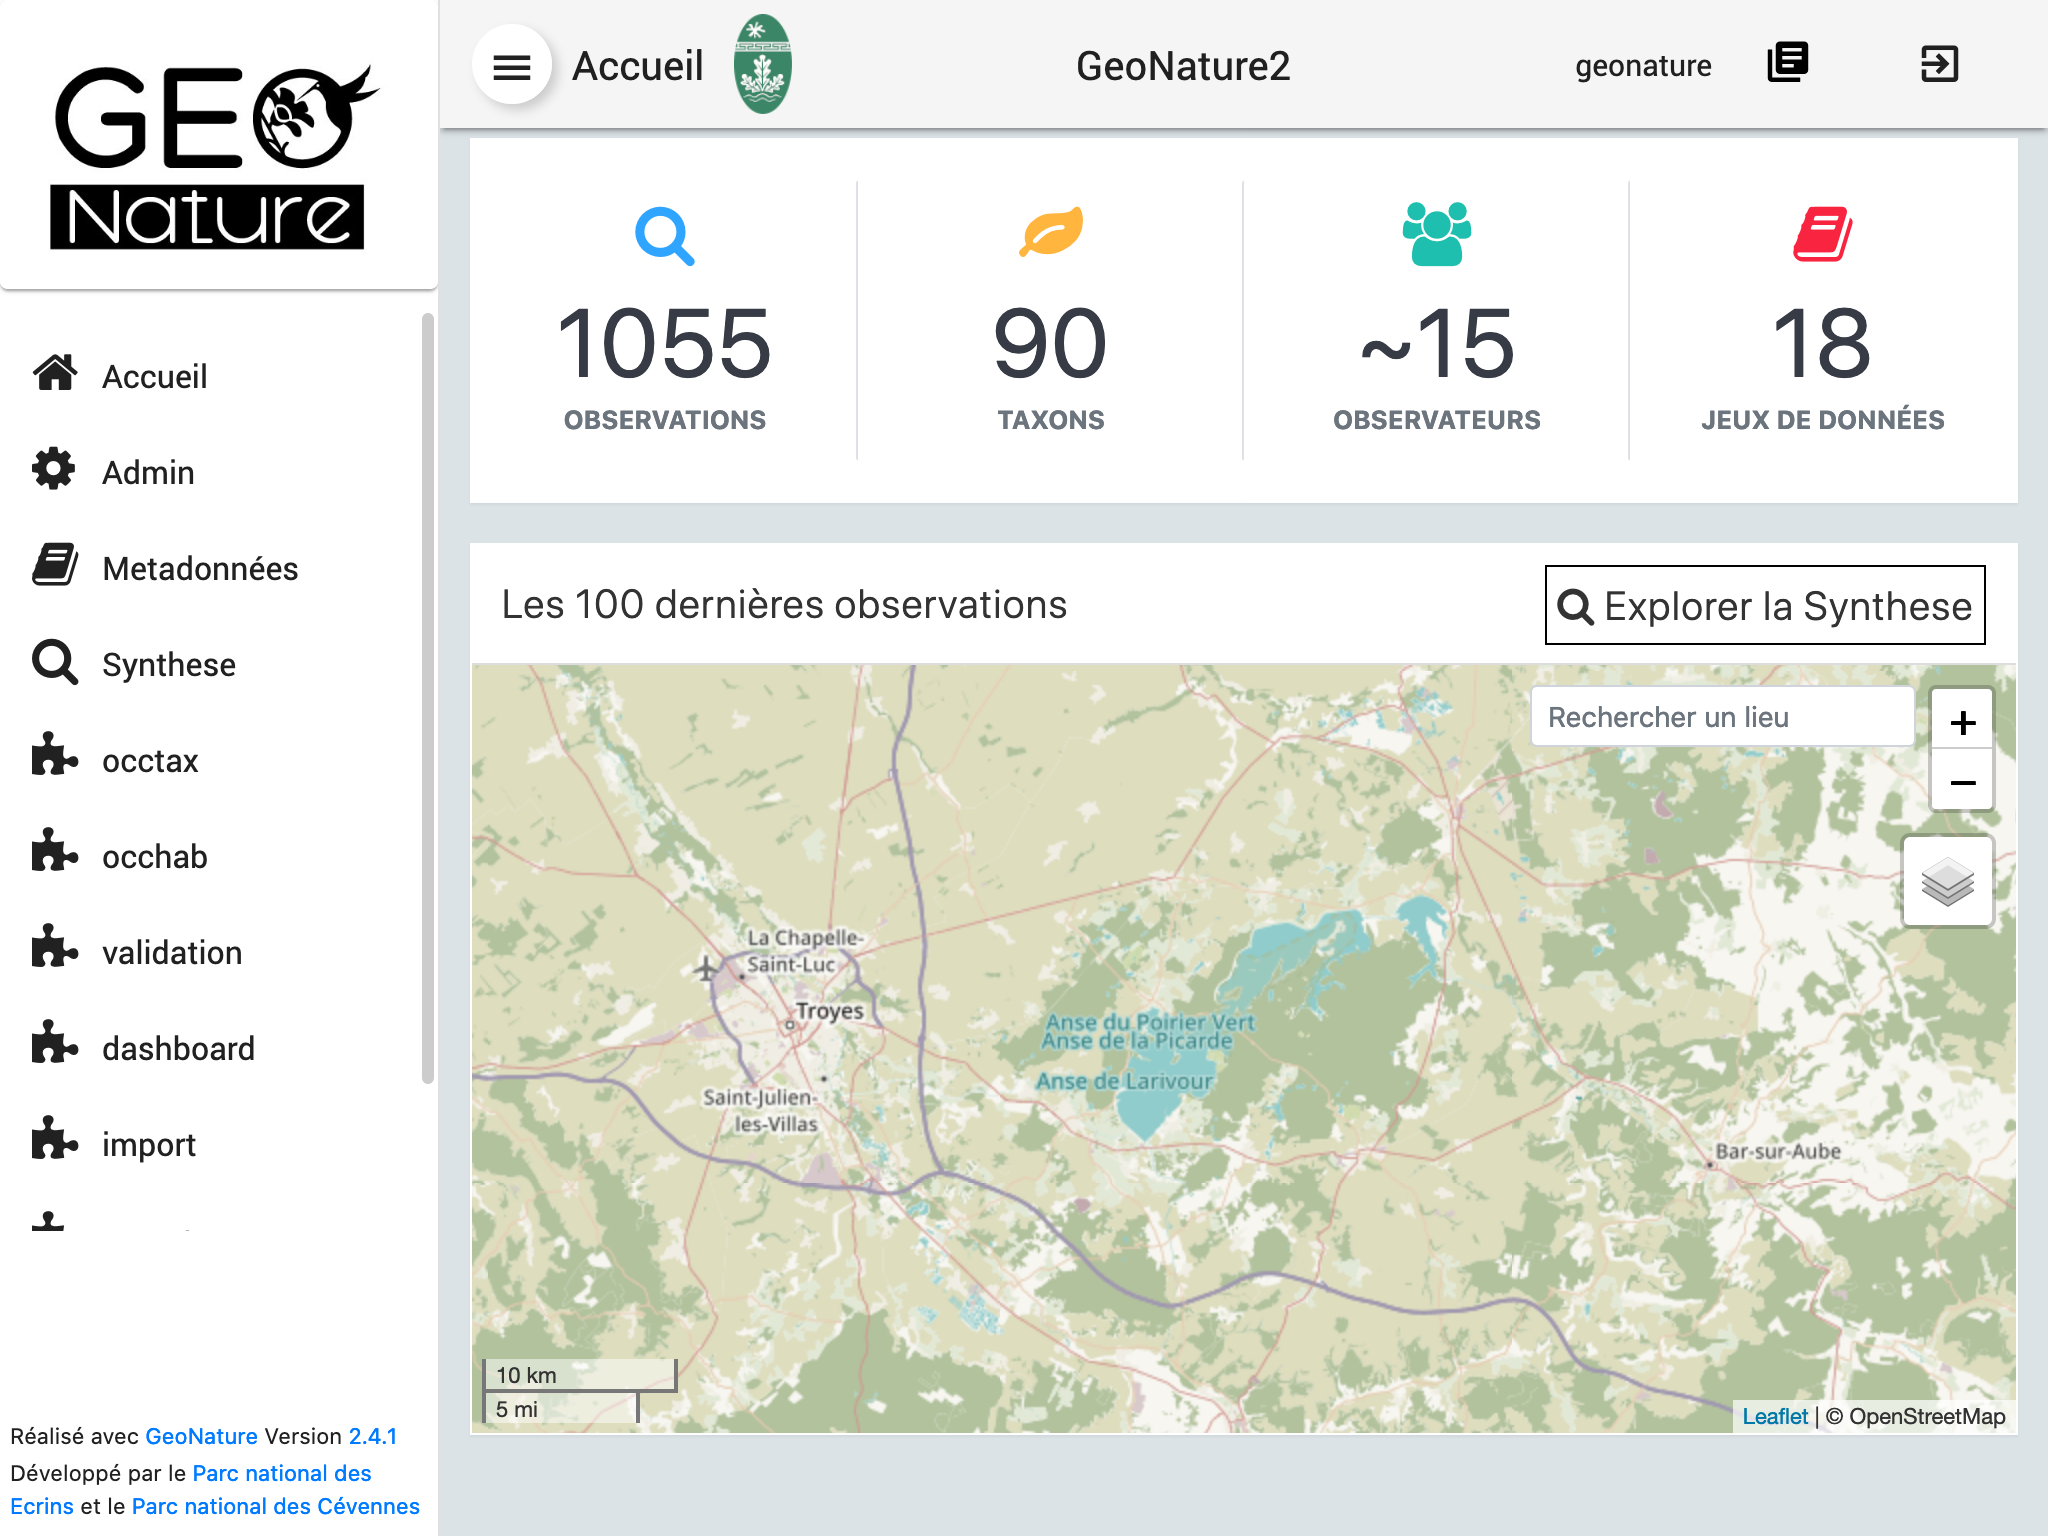 GEO
Nature
Accueil
Admin
Metadonnées
Synthese
occtax
occhab
validation
dashboard
import
Réalisé avec GeoNature Version 2.4.1
Développé par le Parc national des
Ecrins et le Parc national des Cévennes
Accueil
GeoNature2
geonature
1055
OBSERVATIONS
90
TAXONS
~15
OBSERVATEURS
18
JEUX DE DONNÉES
Les 100 dernières observations
Explorer la Synthese
Rechercher un lieu
+
−
La Chapelle-
Saint-Luc
Troyes
Saint-Julien-
les-Villas
Anse du Poirier Vert
Anse de la Picarde
Anse de Larivour
Bar-sur-Aube
10 km
5 mi
Leaflet | © OpenStreetMap